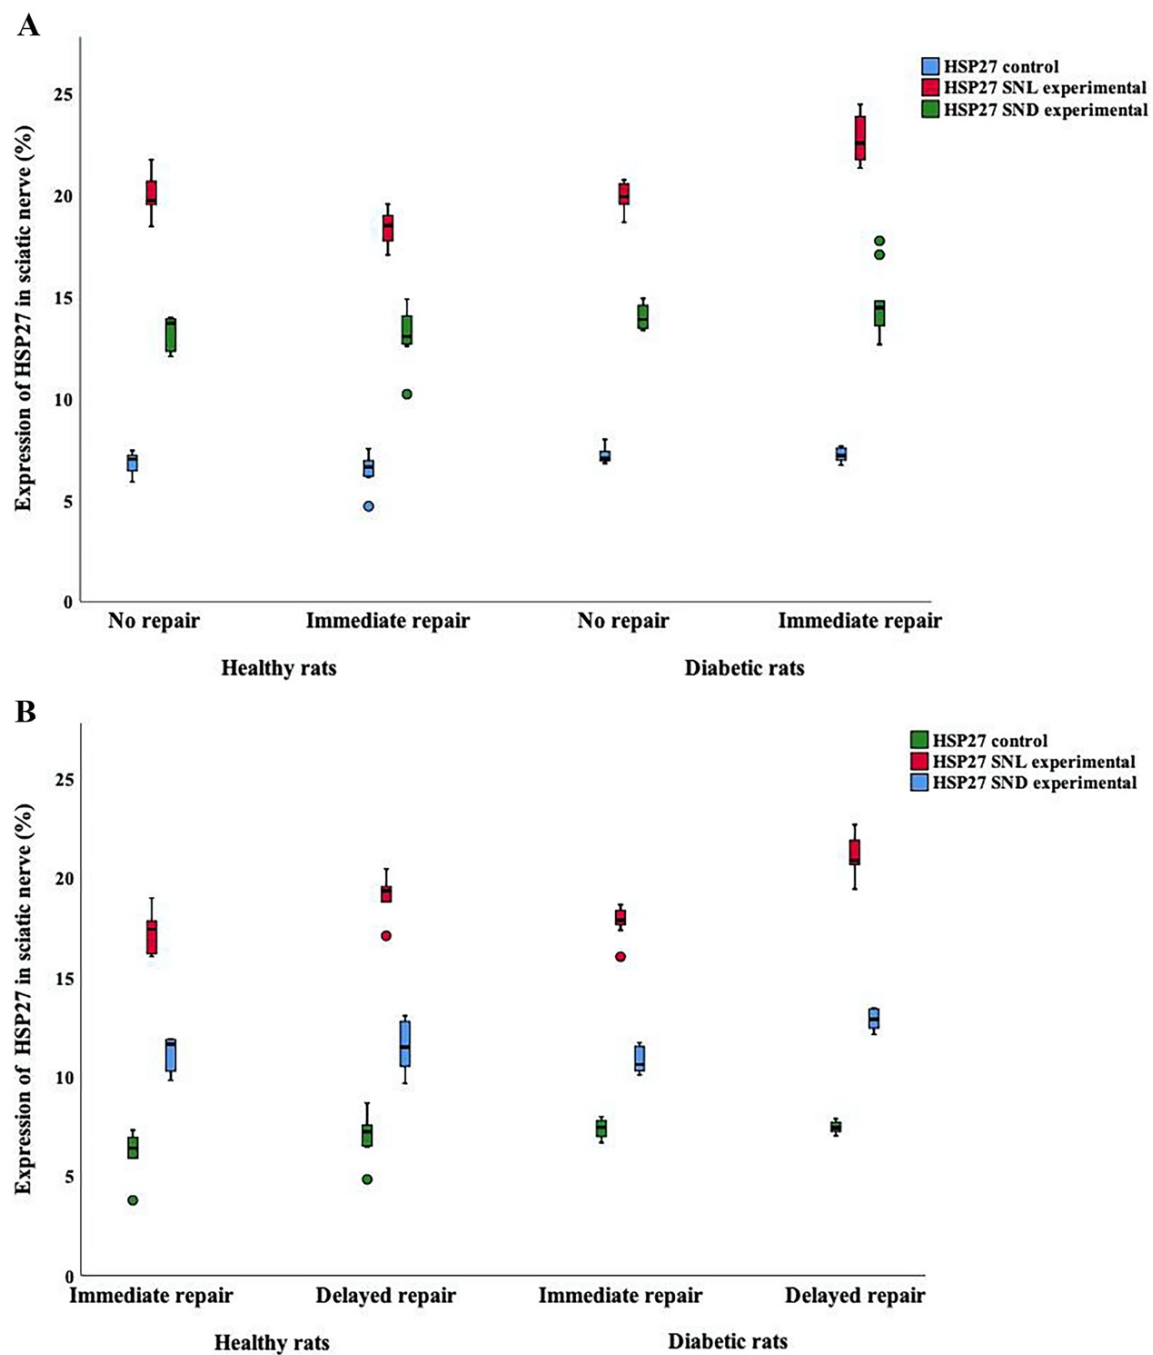 A
HSP27 control
HSP27 SNL experimental
HSP27 SND experimental
Expression of HSP27 in sciatic nerve (%)
25
20
15
10
5
0
No repair Immediate repair No repair Immediate repair
Healthy rats Diabetic rats
B
HSP27 control
HSP27 SNL experimental
HSP27 SND experimental
Expression of HSP27 in sciatic nerve (%)
25
20
15
10
5
0
Immediate repair Delayed repair Immediate repair Delayed repair
Healthy rats Diabetic rats